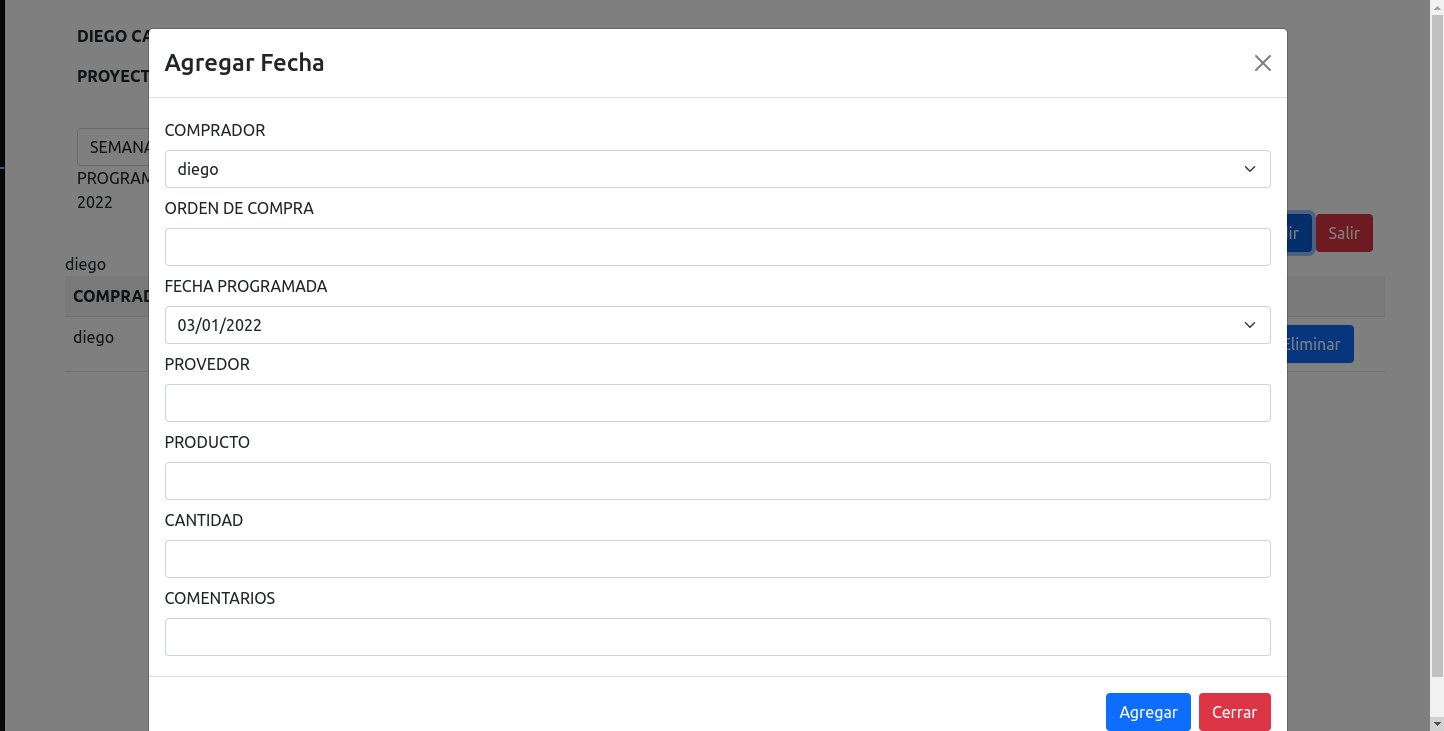 DIEGO CA
PROYECT
SEMANA
PROGRAM
2022
diego
COMPRAD
diego
Agregar Fecha
COMPRADOR
diego
ORDEN DE COMPRA
FECHA PROGRAMADA
03/01/2022
PROVEDOR
PRODUCTO
CANTIDAD
COMENTARIOS
Agregar Cerrar
ir Salir
Eliminar